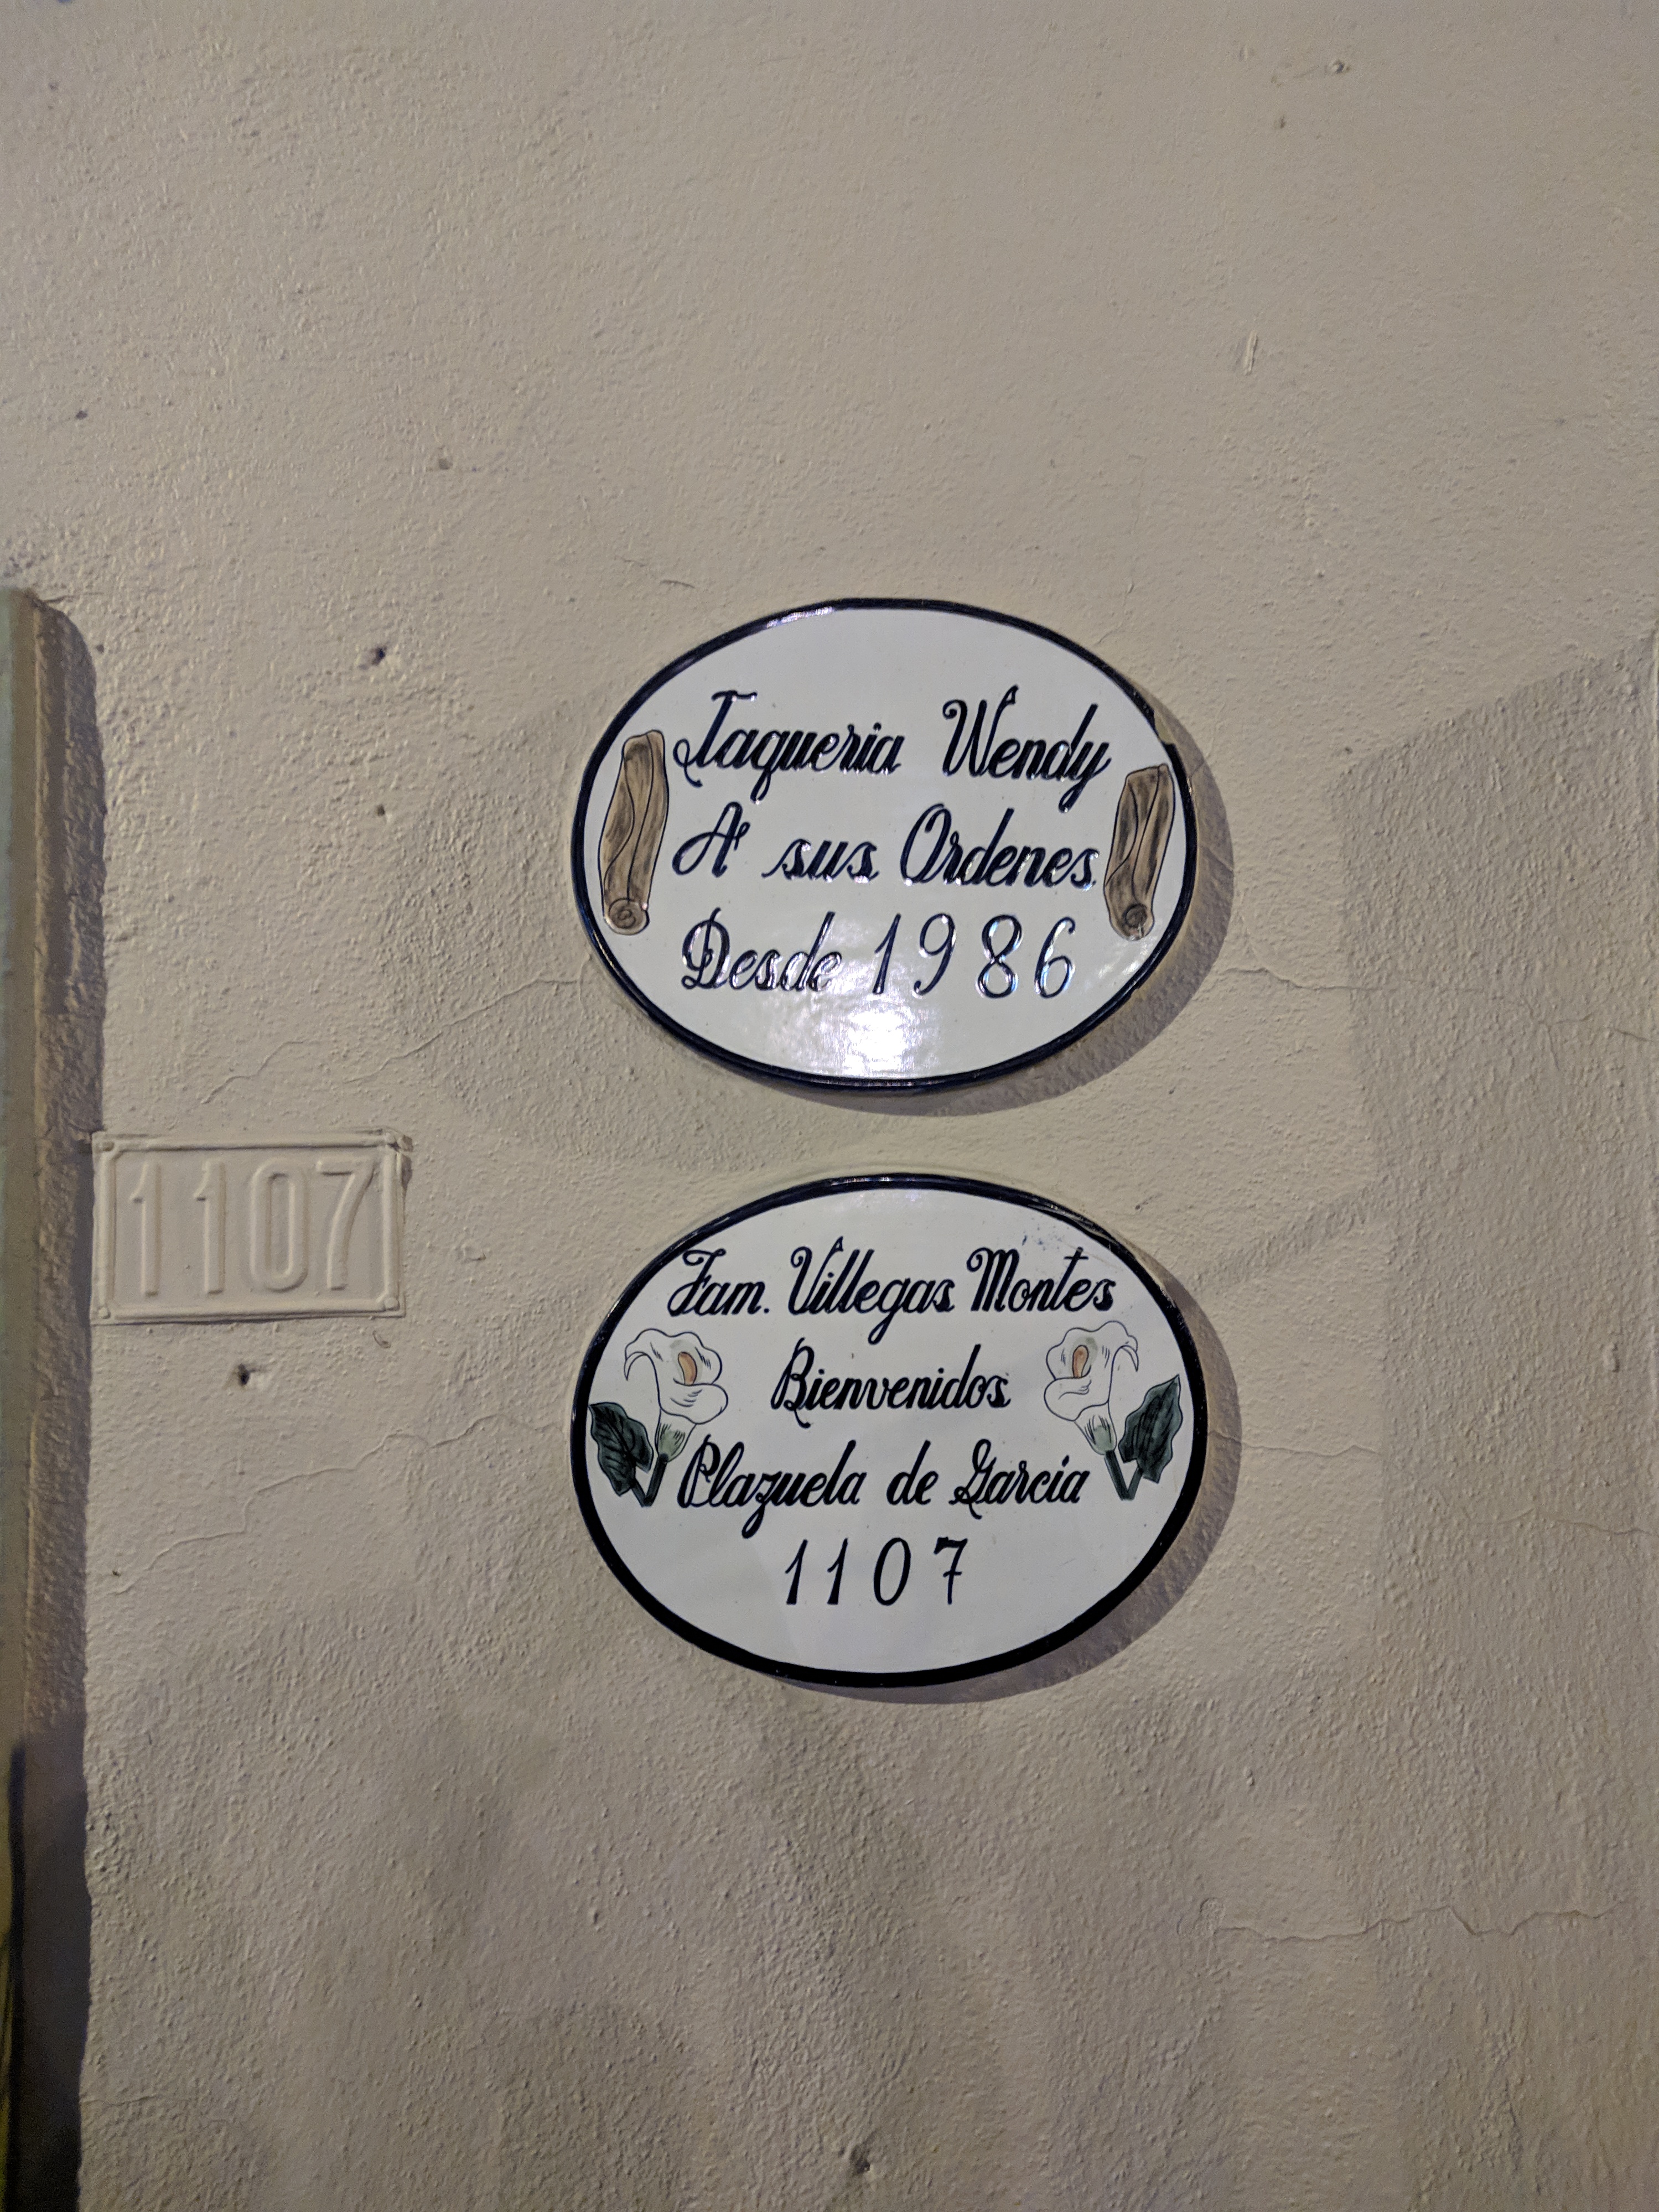 Taqueria Wendy
A' sus Ordenes
Desde 1986
1107
Fam. Villegas Montes
Bienvenidos
Plazuela de Garcia
1107